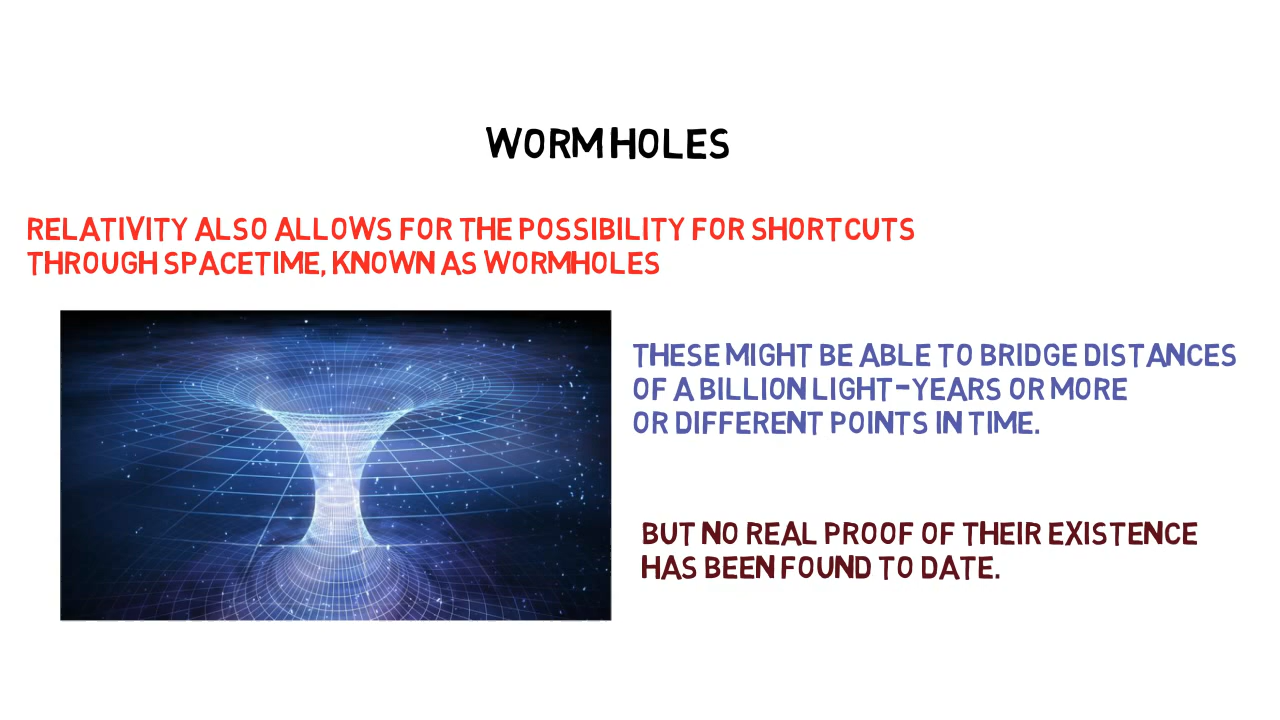 WORMHOLES
RELATIVITY ALSO ALLOWS FOR THE POSSIBILITY FOR SHORTCUTS
THROUGH SPACETIME, KNOWN AS WORMHOLES
THESE MIGHT BE ABLE TO BRIDGE DISTANCES
OF A BILLION LIGHT-YEARS OR MORE
OR DIFFERENT POINTS IN TIME.
BUT NO REAL PROOF OF THEIR EXISTENCE
HAS BEEN FOUND TO DATE.